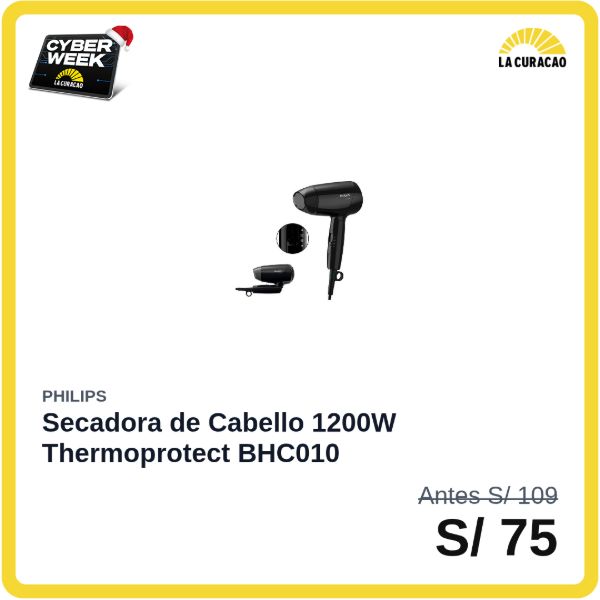 CYBER
WEEK
LA CURACAO
LA CURACAO
PHILIPS
Secadora de Cabello 1200W
Thermoprotect BHC010
Antes S/ 109
S/ 75